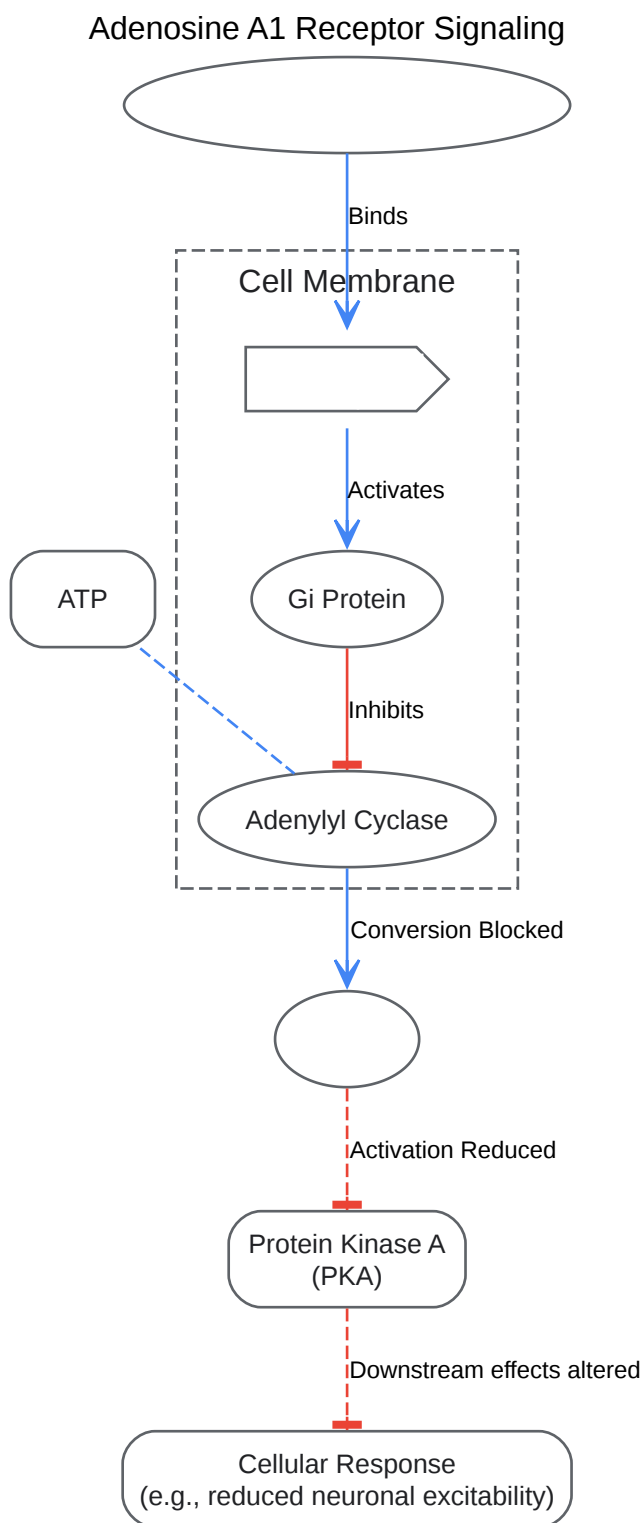 Adenosine A1 Receptor Signaling
Binds
Cell Membrane
Activates
ATP
Gi Protein
Inhibits
Adenylyl Cyclase
Conversion Blocked
Activation Reduced
Protein Kinase A
(PKA)
Downstream effects altered
Cellular Response
(e.g., reduced neuronal excitability)